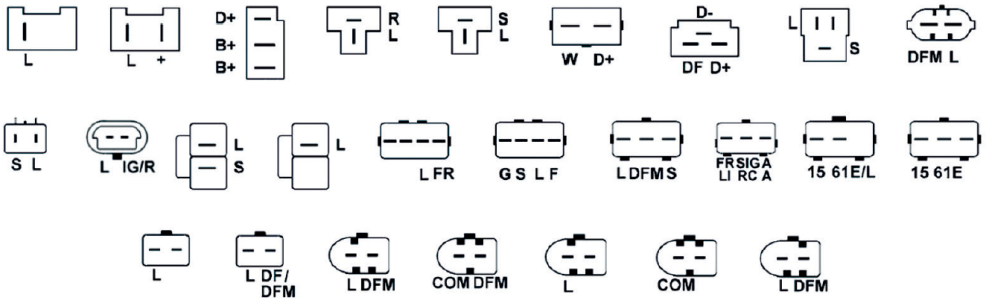 L
L +
D+
B+
B+
R
L
S
L
W D+
D-
DF D+
L
S
DFM L
S L
L IG/R
L
S
L
L FR
G S L F
L DFM S
FR SIG A
LI RC A
15 61E/L
15 61E
L
L DF/
DFM
L DFM
COM DFM
L
COM
L DFM